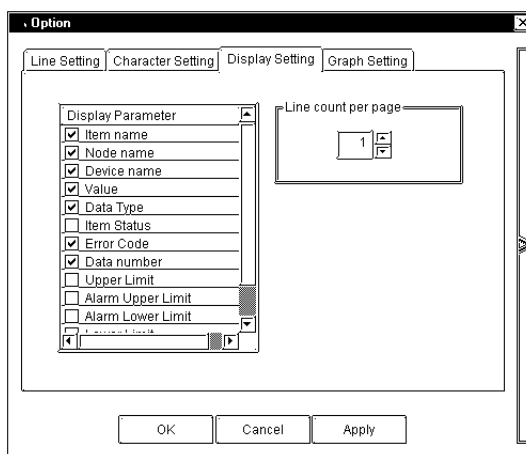 Option
Line Setting Character Setting Display Setting Graph Setting
Display Parameter
Item name
Node name
Device name
Value
Data Type
Item Status
Error Code
Data number
Upper Limit
Alarm Upper Limit
Alarm Lower Limit
Line count per page
1
OK Cancel Apply